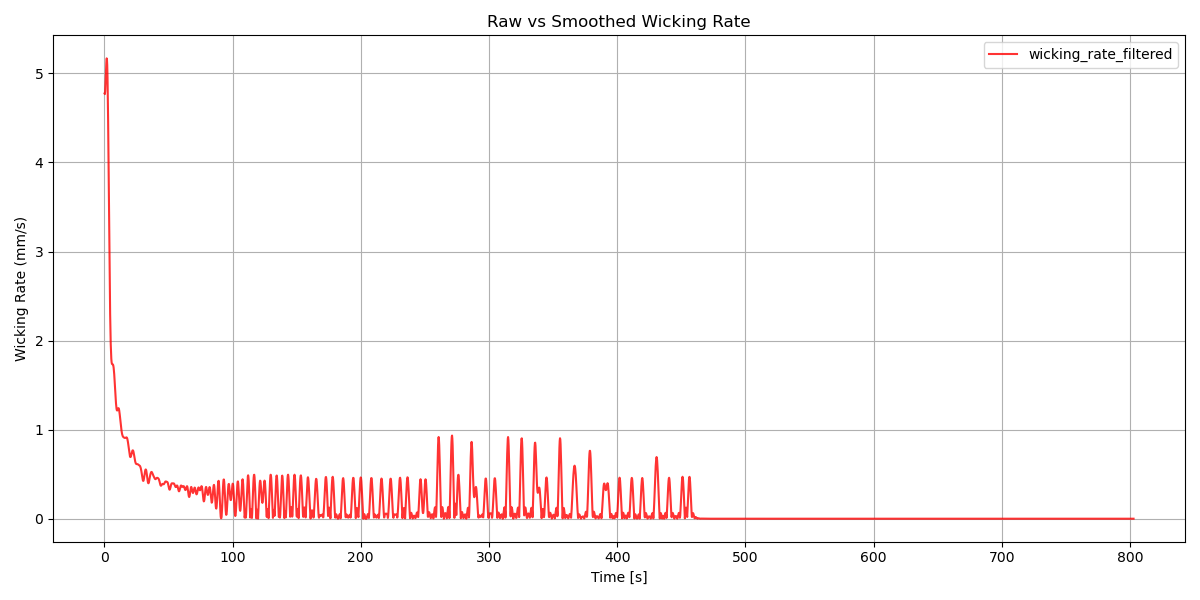 Raw vs Smoothed Wicking Rate
wicking_rate_filtered
Wicking Rate (mm/s)
5
4
3
2
1
0
0 100 200 300 400 500 600 700 800
Time [s]